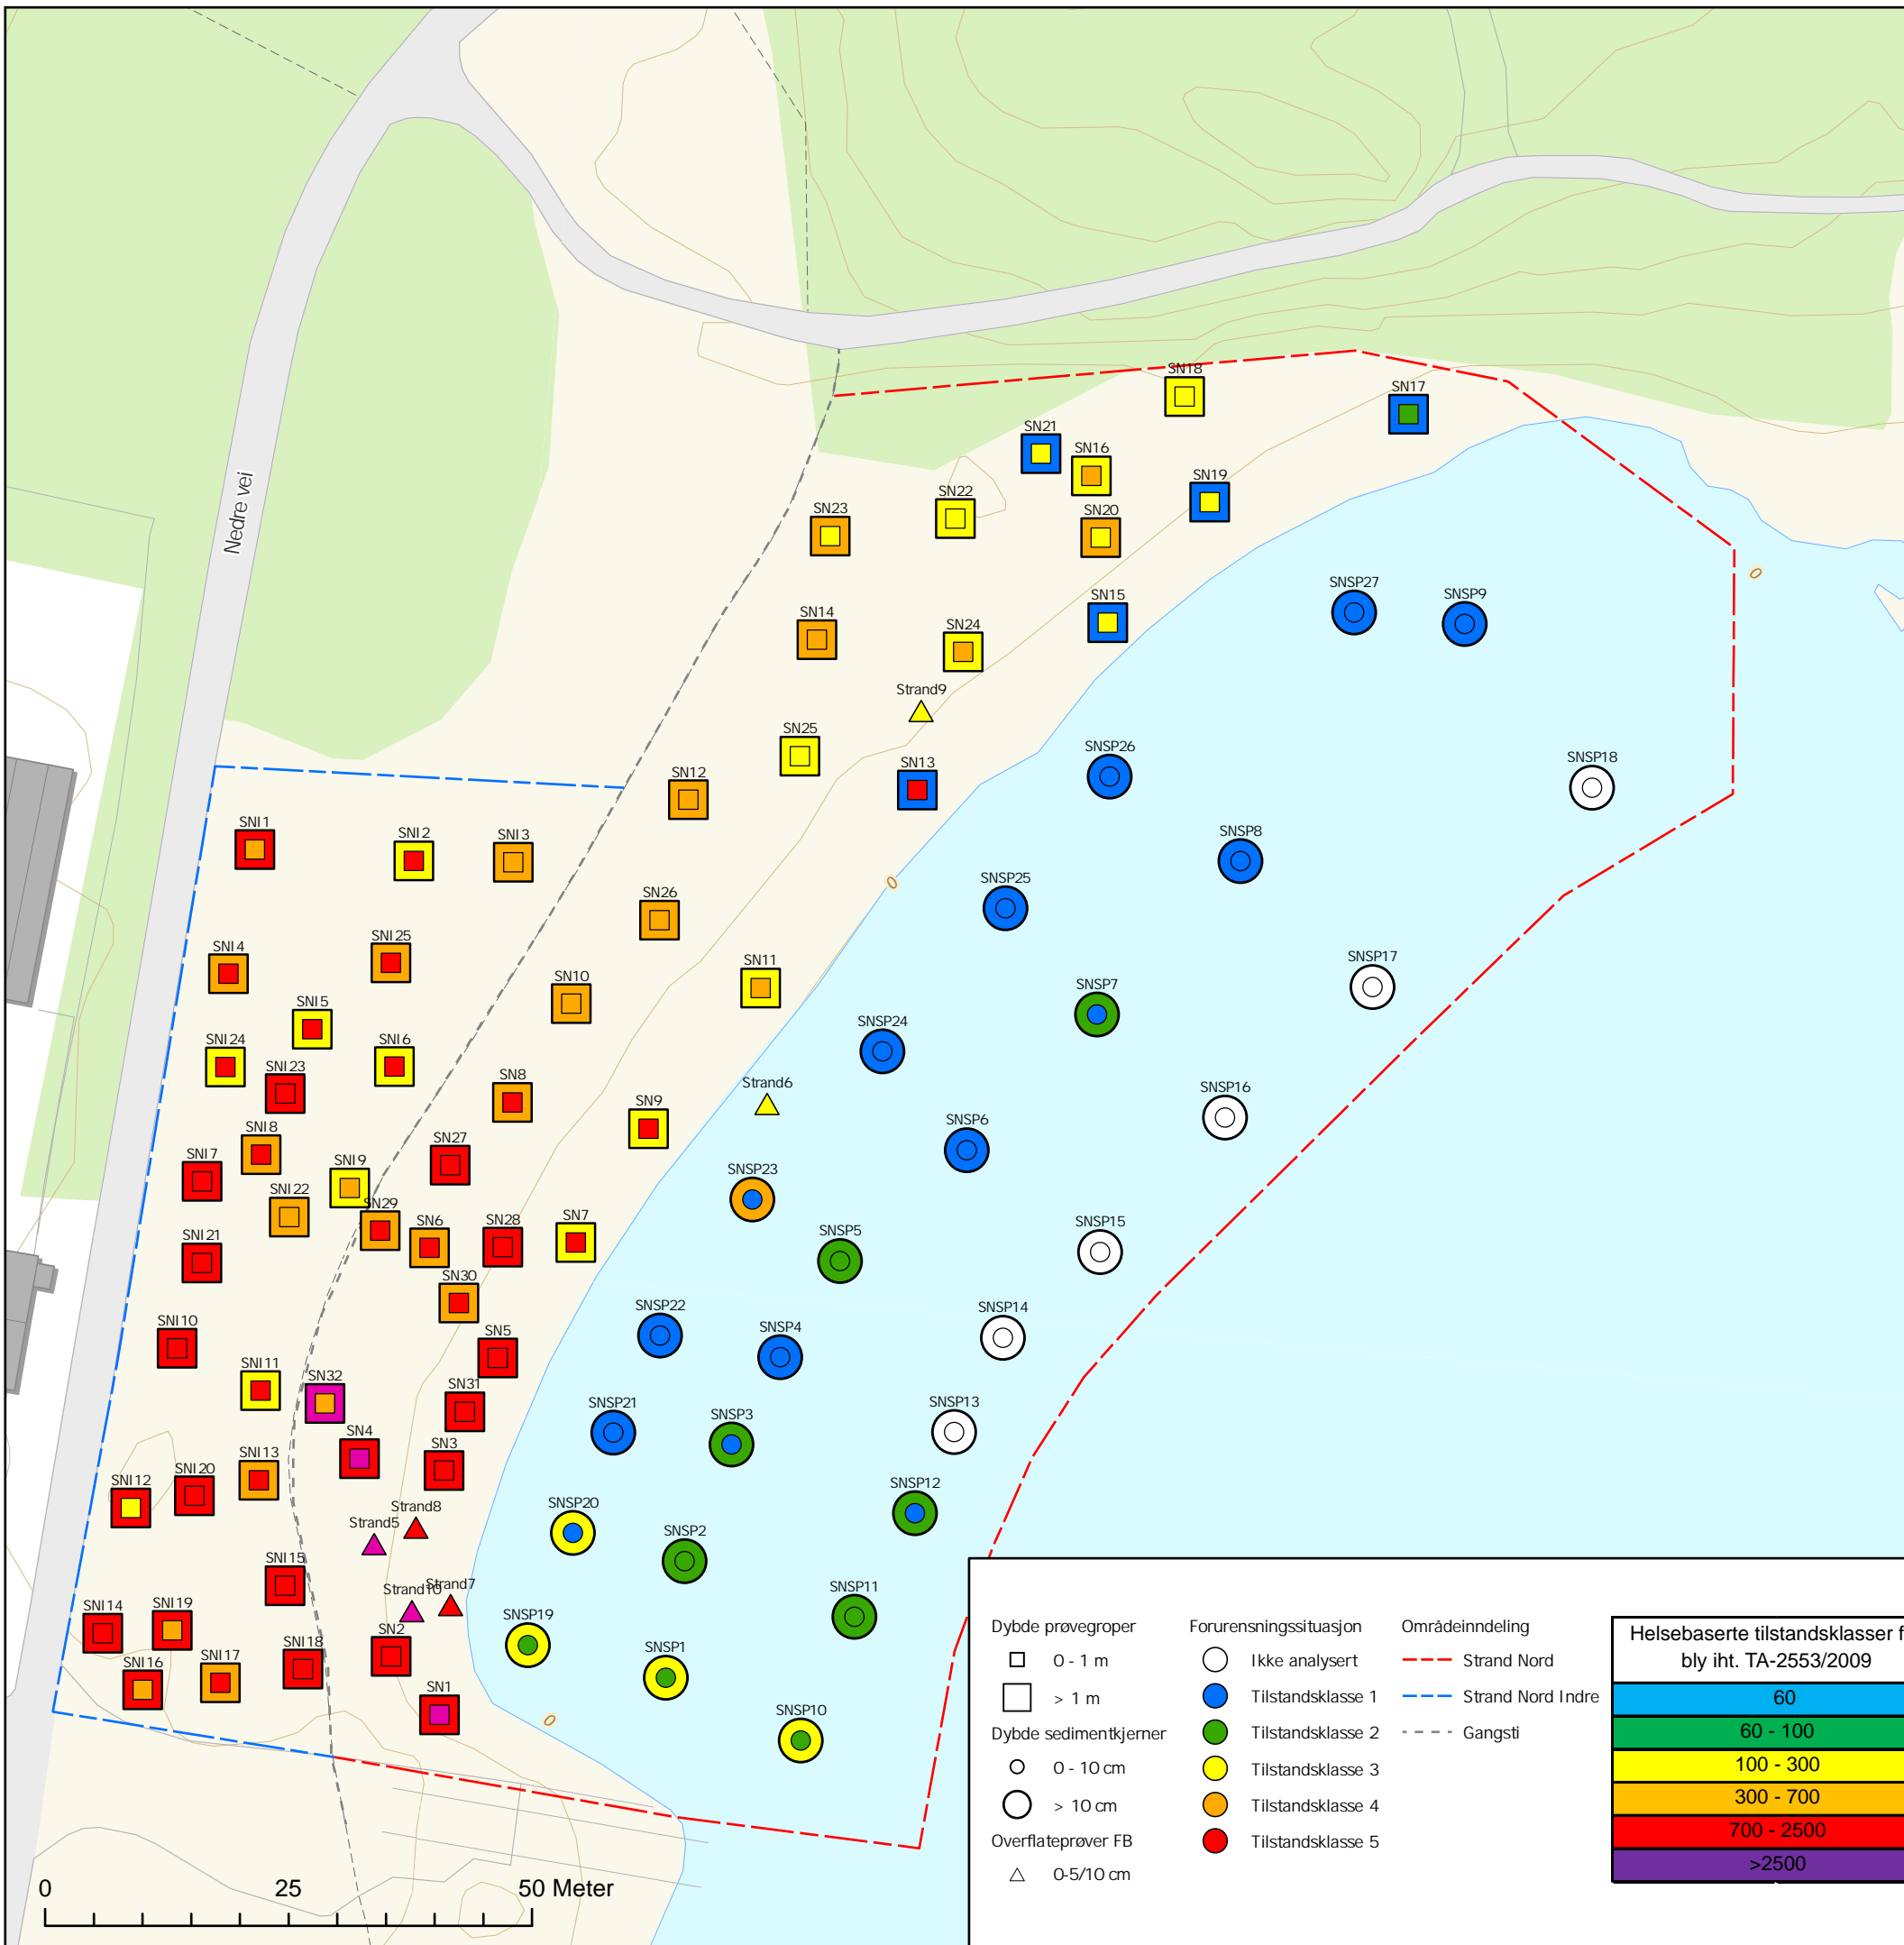 Nedre vei
SN18
SN17
SN21
SN16
SN19
SN22
SN23
SN20
SNSP27
SNSP9
SN15
SN14
SN24
Strand9
SN25
SNSP26
SNSP18
SN13
SN12
SNI1
SNI2
SNI3
SNSP8
SNSP25
SN26
0
0
SNI4
SNI25
SN10
SN11
SNSP17
SNSP7
SNI5
SNSP24
SNI24
SNI23
SNI6
SN8
Strand6
SNSP16
SN9
SNSP6
SNI8
SN27
SNI7
SNI9
SNSP23
SNI22
SN29
SN6
SN28
SN7
SNSP5
SNSP15
SNI21
SN30
SNSP22
SNSP4
SNSP14
SNI10
SN5
SNI11
SN32
SN31
SNSP21
SNSP3
SNSP13
SN4
SN3
SNI13
SNI20
SNI12
SNSP12
SNSP20
Strand8
Strand5
SNSP2
SNI15
Strand10
Strand7
SNSP11
SNI14
SNI19
SNSP19
SNI18
SN2
SNSP1
SNI16
SNI17
SN1
SNSP10
0
0 25 50 Meter
Dybde prøvegroper
0 - 1 m
> 1 m
Dybde sedimentkjerner
0 - 10 cm
> 10 cm
Overflateprøver FB
0-5/10 cm
Forurensningssituasjon
Ikke analysert
Tilstandsklasse 1
Tilstandsklasse 2
Tilstandsklasse 3
Tilstandsklasse 4
Tilstandsklasse 5
Områdeinndeling
Strand Nord
Strand Nord Indre
Gangsti
Helsebaserte tilstandsklasser f
bly iht. TA-2553/2009
60
60 - 100
100 - 300
300 - 700
700 - 2500
>2500